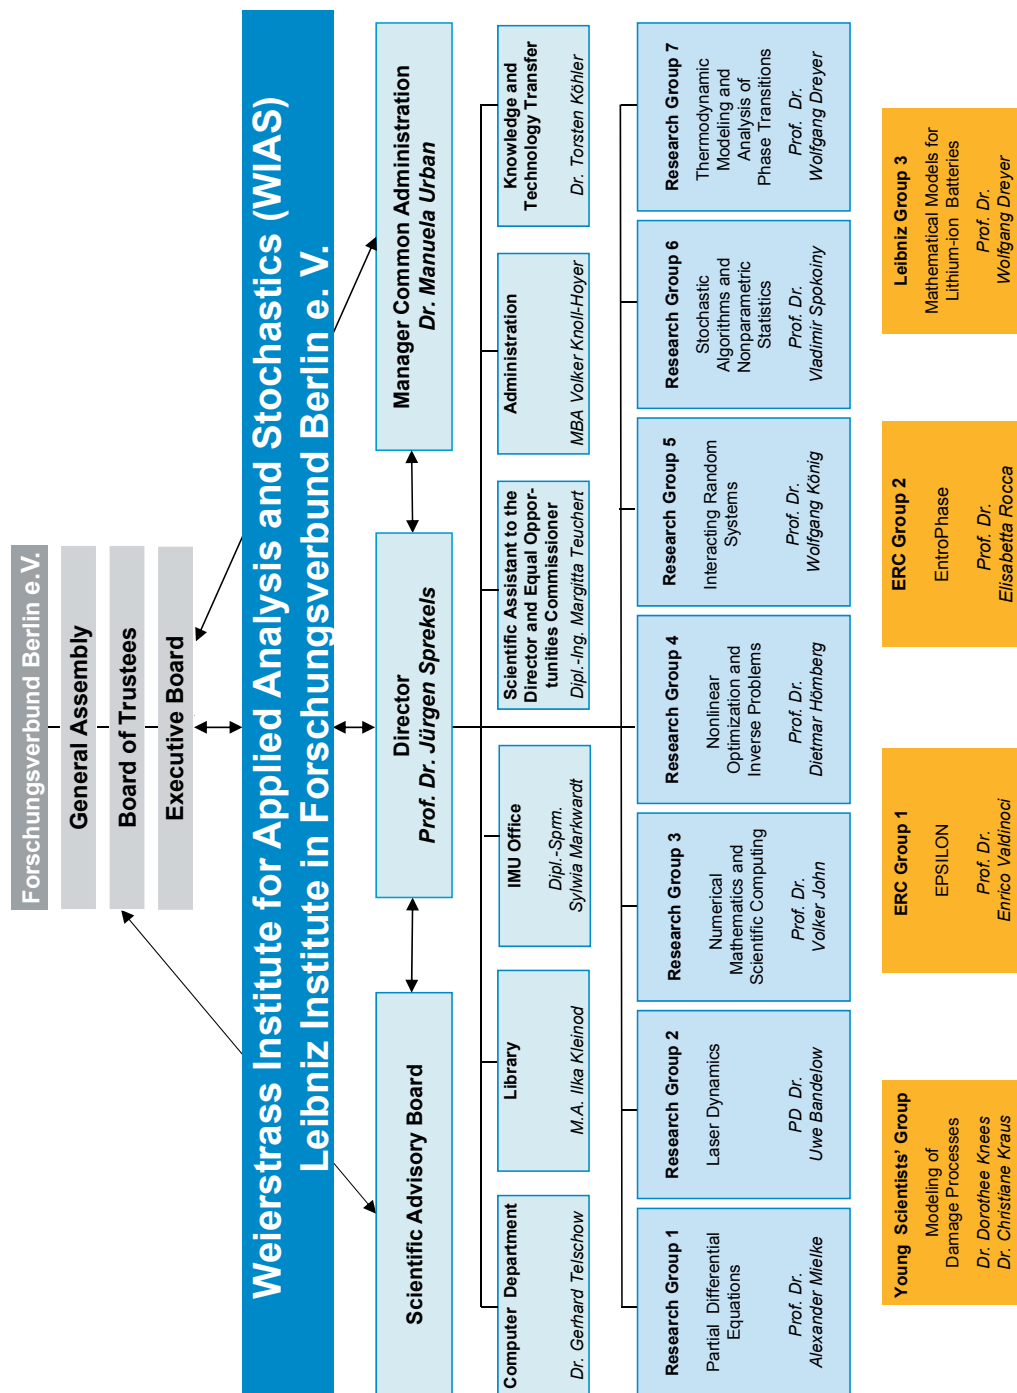 Forschungsverbund Berlin e.V.
General Assembly
Board of Trustees
Executive Board
Weierstrass Institute for Applied Analysis and Stochastics (WIAS)
Leibniz Institute in Forschungsverbund Berlin e. V.
Scientific Advisory Board
Director
Prof. Dr. Jürgen Sprekels
Manager Common Administration
Dr. Manuela Urban
Computer Department
Dr. Gerhard Telschow
Library
M.A. Ilka Kleinod
IMU Office
Dipl.-Sprm.
Sylwia Markwardt
Scientific Assistant to the
Director and Equal Oppor-
tunities Commissioner
Dipl.-Ing. Margitta Teuchert
Administration
MBA Volker Knoll-Hoyer
Knowledge and
Technology Transfer
Dr. Torsten Köhler
Research Group 1
Partial Differential
Equations
Prof. Dr.
Alexander Mielke
Research Group 2
Laser Dynamics
PD Dr.
Uwe Bandelow
Research Group 3
Numerical
Mathematics and
Scientific Computing
Prof. Dr.
Volker John
Research Group 4
Nonlinear
Optimization and
Inverse Problems
Prof. Dr.
Dietmar Hömberg
Research Group 5
Interacting Random
Systems
Prof. Dr.
Wolfgang König
Research Group 6
Stochastic
Algorithms and
Nonparametric
Statistics
Prof. Dr.
Vladimir Spokoiny
Research Group 7
Thermodynamic
Modeling and
Analysis of
Phase Transitions
Prof. Dr.
Wolfgang Dreyer
Young Scientists' Group
Modeling of
Damage Processes
Dr. Dorothee Knees
Dr. Christiane Kraus
ERC Group 1
EPSILON
Prof. Dr.
Enrico Valdinoci
ERC Group 2
EntroPhase
Prof. Dr.
Elisabetta Rocca
Leibniz Group 3
Mathematical Models for
Lithium-ion Batteries
Prof. Dr.
Wolfgang Dreyer